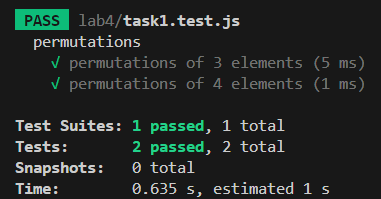 PASS lab4/task1.test.js
permutations
√ permutations of 3 elements (5 ms)
√ permutations of 4 elements (1 ms)
Test Suites: 1 passed, 1 total
Tests: 2 passed, 2 total
Snapshots: 0 total
Time: 0.635 s, estimated 1 s